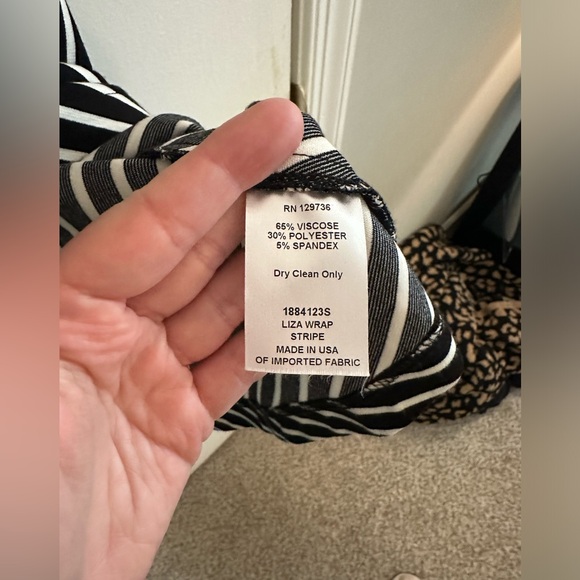 RN 129736
65% VISCOSE
30% POLYESTER
5% SPANDEX
Dry Clean Only
1884123S
LIZA WRAP
STRIPE
MADE IN USA
OF IMPORTED FABRIC